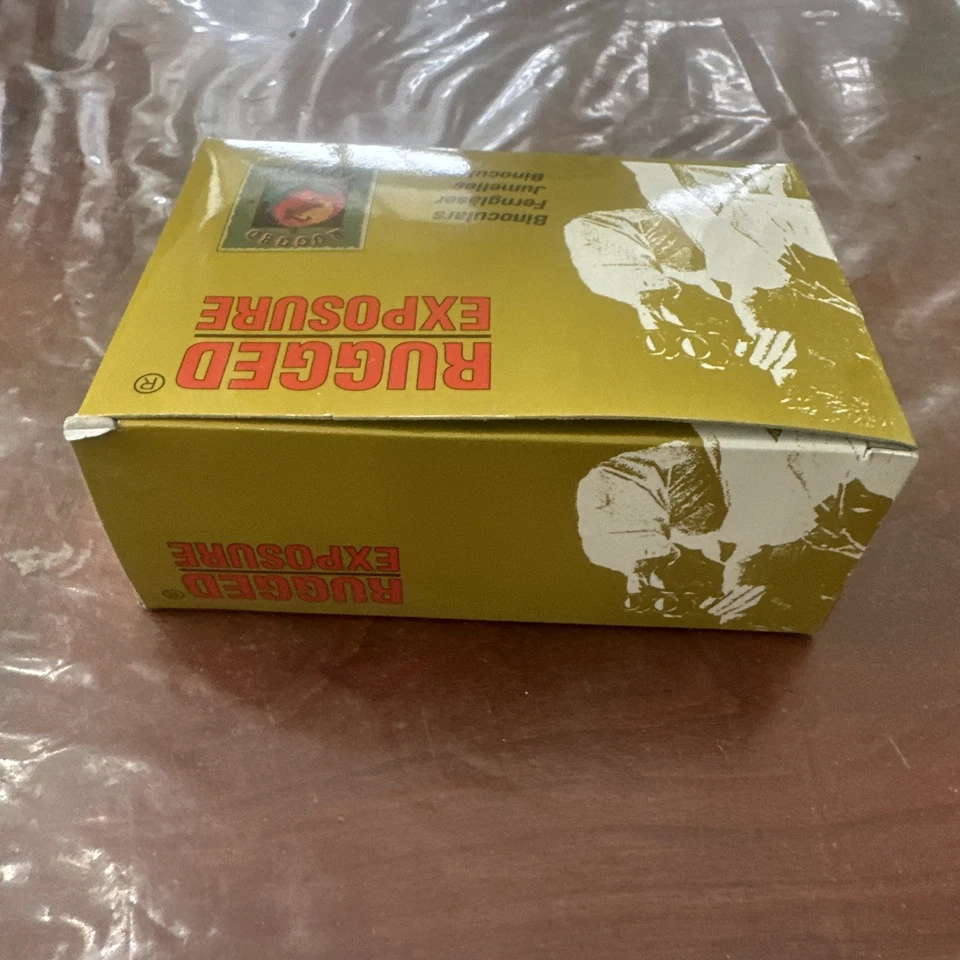 RUGGED®
EXPOSURE
Binoculars
Ferngläser
Jumelles
RUGGED®
EXPOSURE